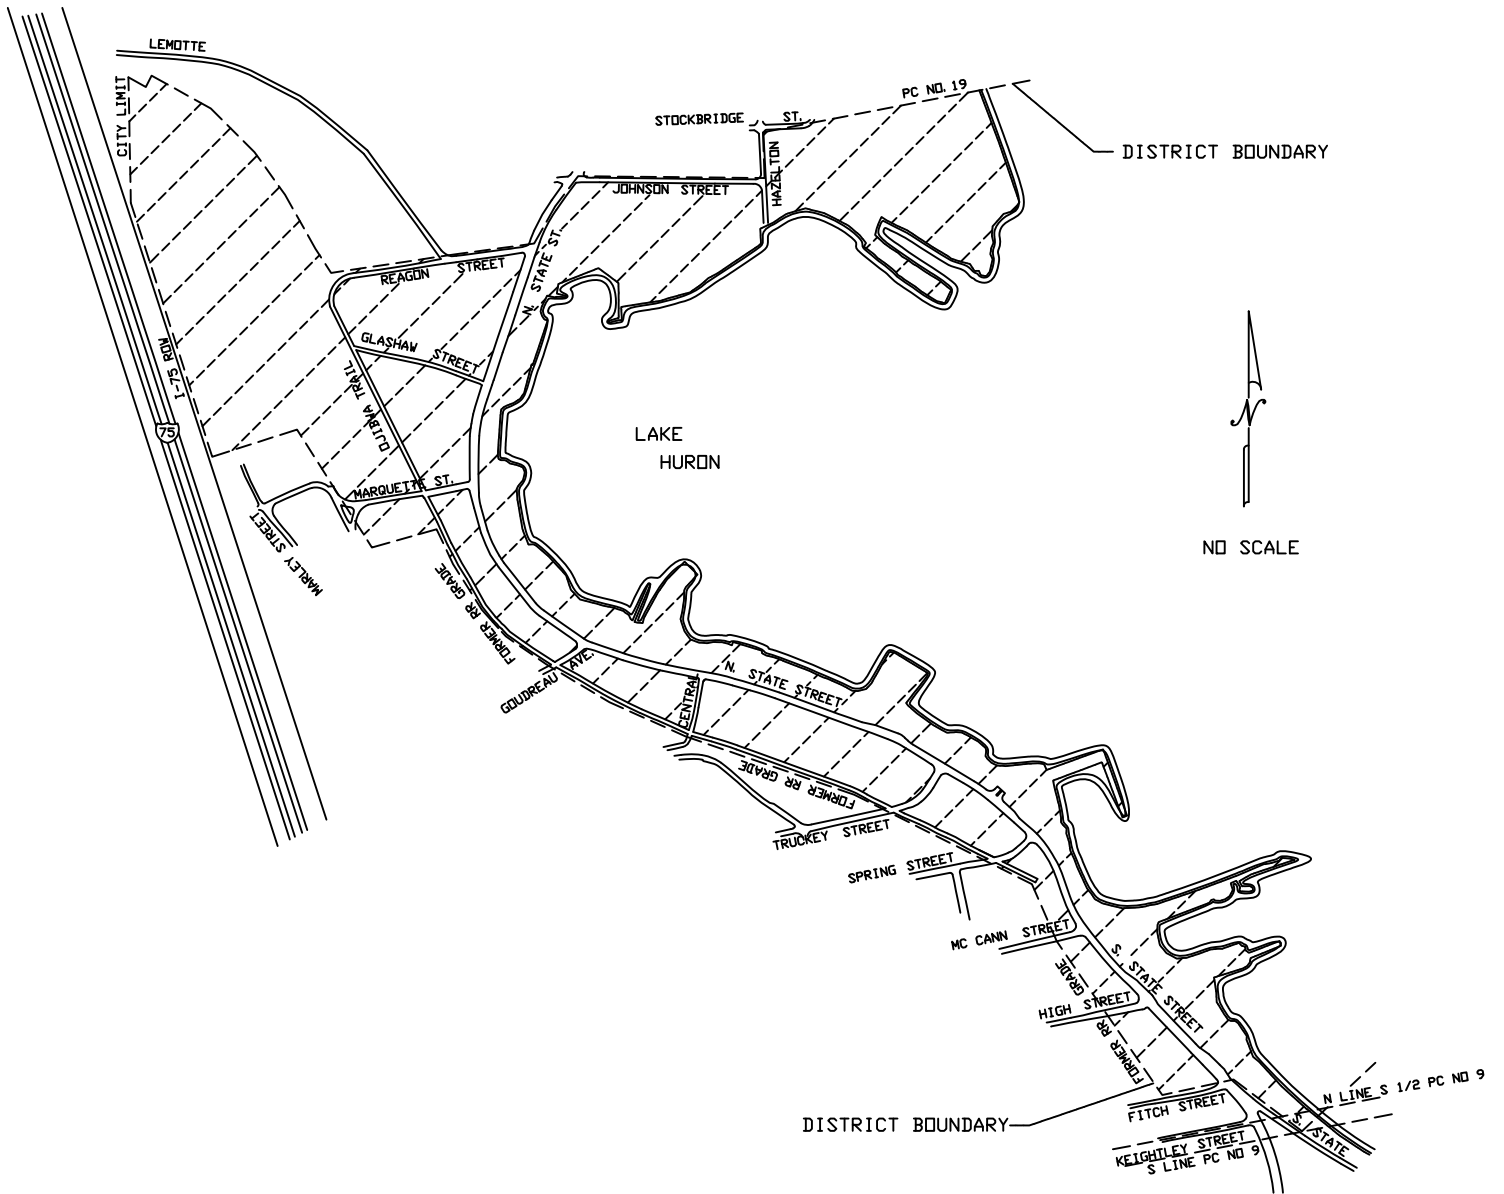 LEMOTTE
CITY LIMIT
PC NO. 19
STOCKBRIDGE ST.
DISTRICT BOUNDARY
HAZELTON
JOHNSON STREET
N. STATE ST.
REAGON STREET
GLASHAW STREET
I-75 ROW
OJIBWA TRAIL
75
LAKE
HURON
N
MARQUETTE ST.
MARLEY STREET
NO SCALE
FORMER RR GRADE
GOUDREAU AVE.
CENTRAL
N. STATE STREET
FORMER RR GRADE
TRUCKEY STREET
SPRING STREET
MC CANN STREET
S. STATE STREET
FORMER RR GRADE
HIGH STREET
N LINE S 1/2 PC NO 9
FITCH STREET
DISTRICT BOUNDARY
S. STATE
KEIGHTLEY STREET
S LINE PC NO 9